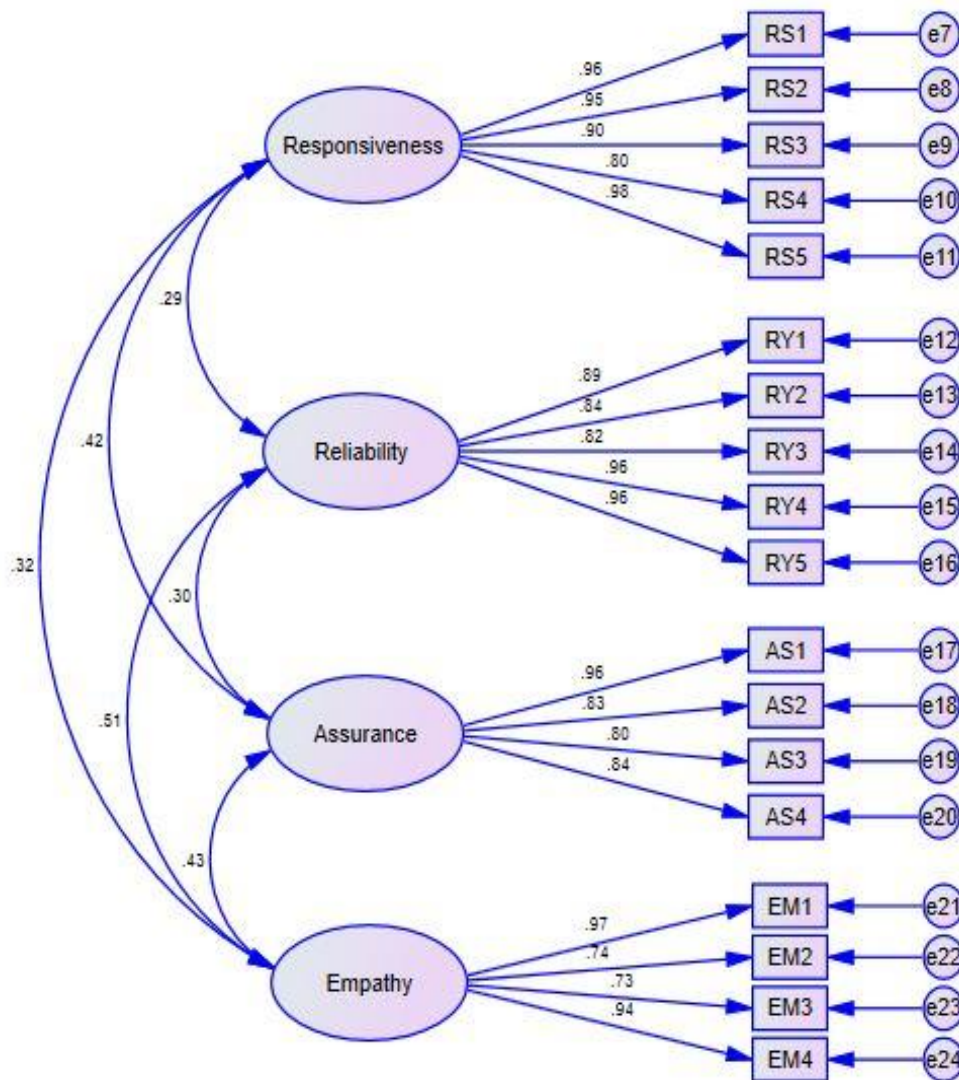 RS1
e7
.96
RS2
e8
.95
Responsiveness
RS3
e9
.90
RS4
e10
.80
.98
RS5
e11
.29
RY1
e12
.89
RY2
e13
.84
.42
Reliability
RY3
e14
.82
RY4
e15
.96
.96
RY5
e16
.32
.30
AS1
e17
.96
AS2
e18
.83
.51
Assurance
.80
AS3
e19
.84
AS4
e20
.43
EM1
e21
.97
EM2
e22
.74
Empathy
.73
EM3
e23
.94
EM4
e24